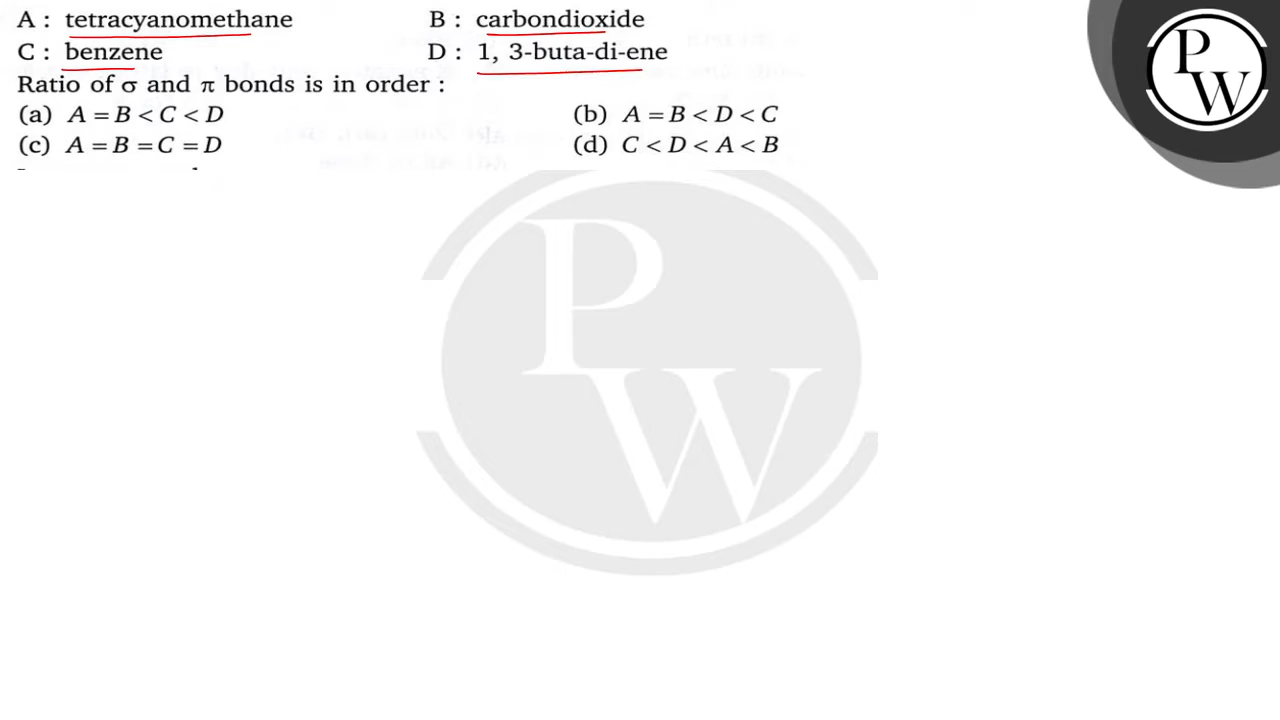 A : tetracyanomethane B : carbondioxide
C : benzene D : 1, 3-buta-di-ene
Ratio of σ and π bonds is in order :
(a) A = B < C < D (b) A = B < D < C
(c) A = B = C = D (d) C < D < A < B
P
W
P
W